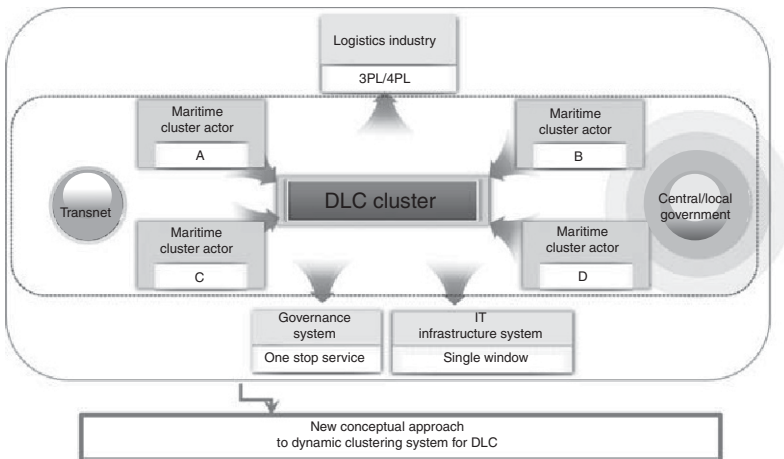 Logistics industry
3PL/4PL
Maritime
cluster actor
A
Maritime
cluster actor
B
Transnet
DLC cluster
Central/local
government
Maritime
cluster actor
C
Maritime
cluster actor
D
Governance
system
One stop service
IT
infrastructure system
Single window
New conceptual approach
to dynamic clustering system for DLC